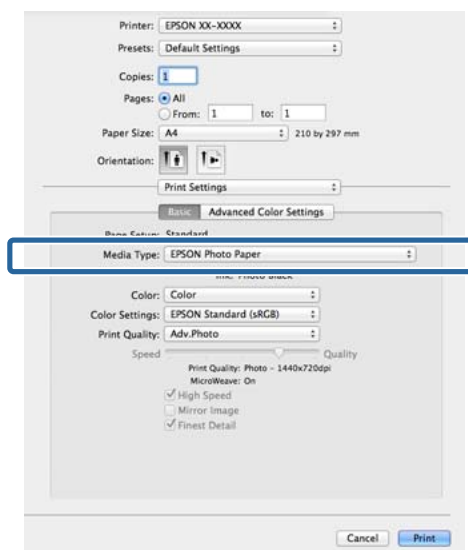 Printer: EPSON XX-XXXX
Presets: Default Settings
Copies: 1
Pages: All
From: 1 to: 1
Paper Size: A4 210 by 297 mm
Orientation:
Print Settings
Basic Advanced Color Settings
Page Setup: Standard
Media Type: EPSON Photo Paper
Ink: Photo Black
Color: Color
Color Settings: EPSON Standard (sRGB)
Print Quality: Adv.Photo
Speed Quality
Print Quality: Photo - 1440x720dpi
MicroWeave: On
High Speed
Mirror Image
Finest Detail
Cancel Print